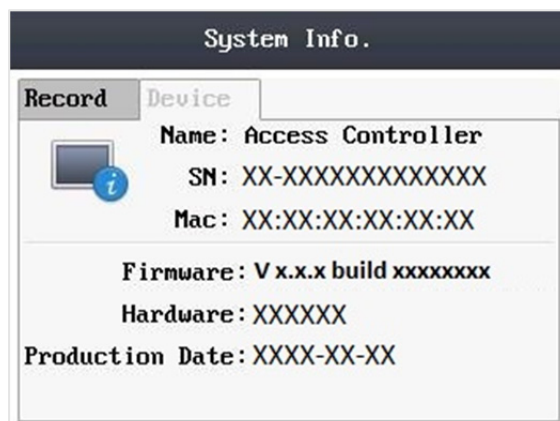 System Info.
Record Device
Name: Access Controller
SN: XX-XXXXXXXXXXXXX
Mac: XX:XX:XX:XX:XX:XX
Firmware: V x.x.x build xxxxxxxx
Hardware: XXXXXX
Production Date: XXXX-XX-XX